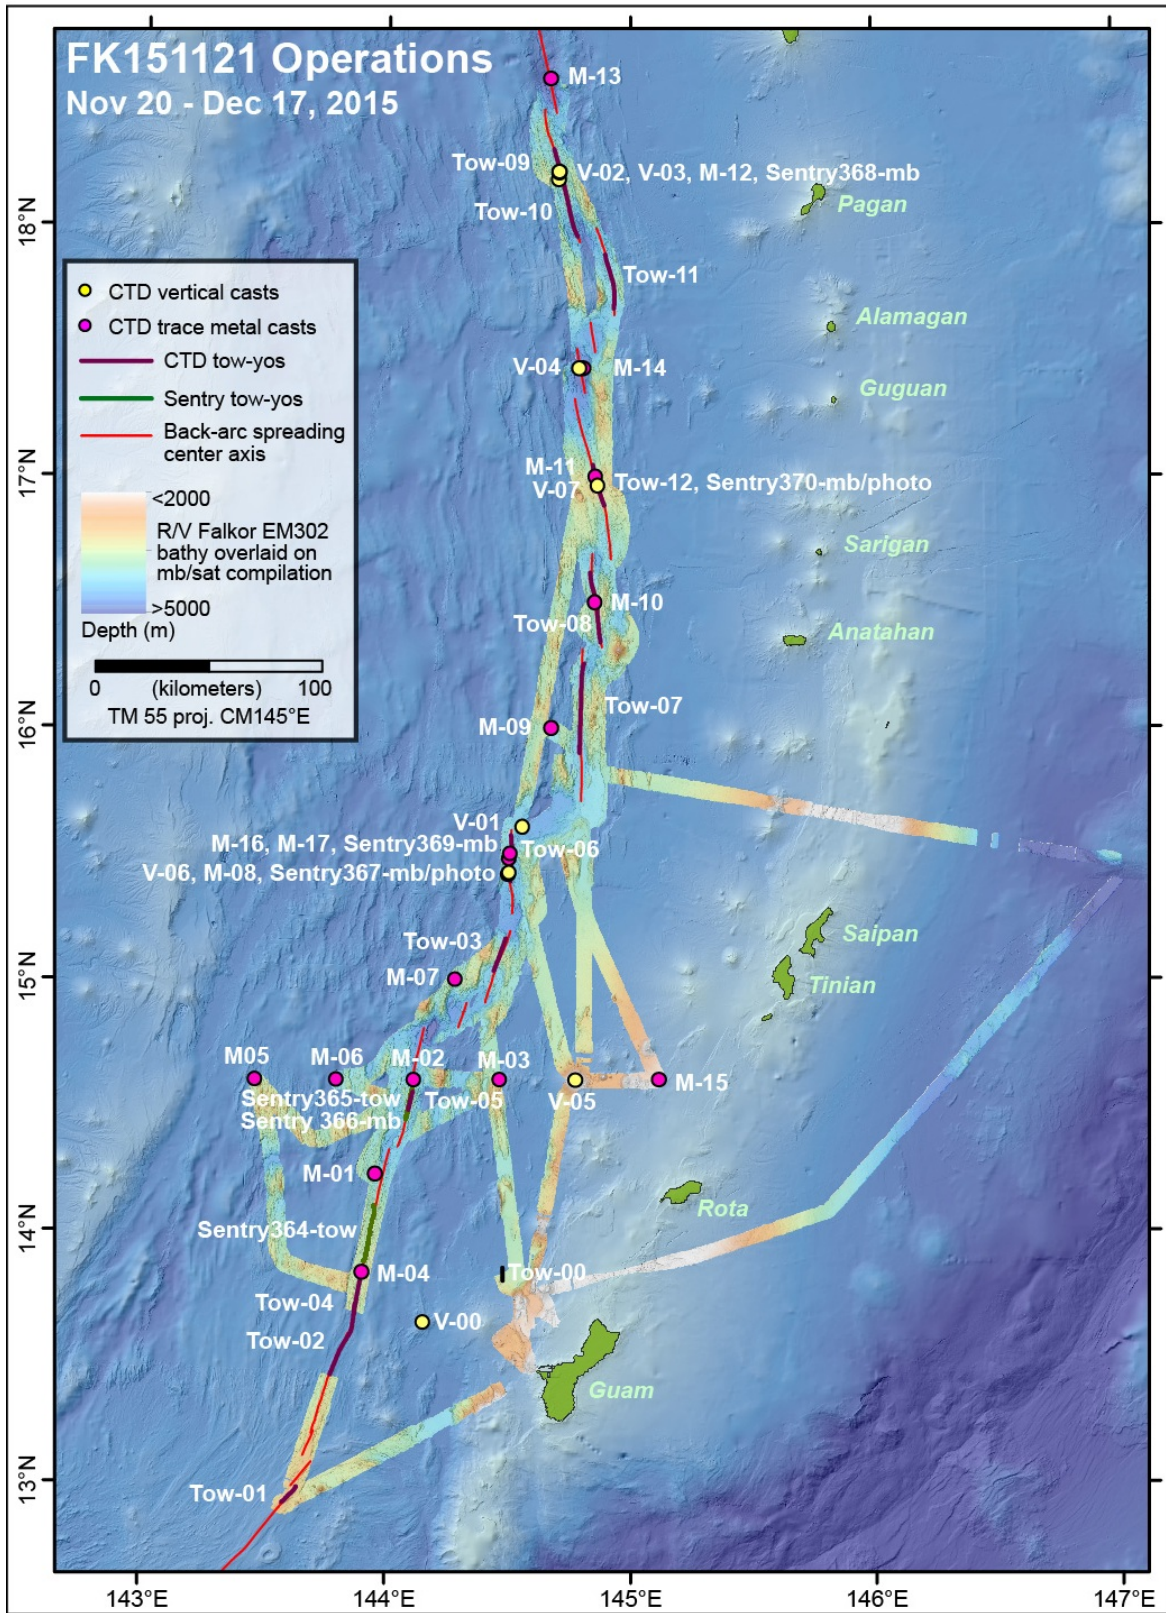 FK151121 Operations
Nov 20 - Dec 17, 2015
M-13
Tow-09
V-02, V-03, M-12, Sentry368-mb
Pagan
Tow-10
18°N
CTD vertical casts
CTD trace metal casts
CTD tow-yos
Sentry tow-yos
Back-arc spreading
center axis
<2000
R/V Falkor EM302
bathy overlaid on
mb/sat compilation
>5000
Depth (m)
0 (kilometers) 100
TM 55 proj. CM145°E
Tow-11
Alamagan
V-04
M-14
Guguan
17°N
M-11
V-07
Tow-12, Sentry370-mb/photo
Sarigan
M-10
Tow-08
Anatahan
Tow-07
16°N
M-09
V-01
M-16, M-17, Sentry369-mb
Tow-06
V-06, M-08, Sentry367-mb/photo
Saipan
Tow-03
15°N
M-07
Tinian
M05
M-06
M-02
M-03
Sentry365-tow
Tow-05
V-05
M-15
Sentry 366-mb
M-01
Rota
14°N
Sentry364-tow
M-04
Tow-00
Tow-04
V-00
Tow-02
Guam
13°N
Tow-01
143°E
144°E
145°E
146°E
147°E